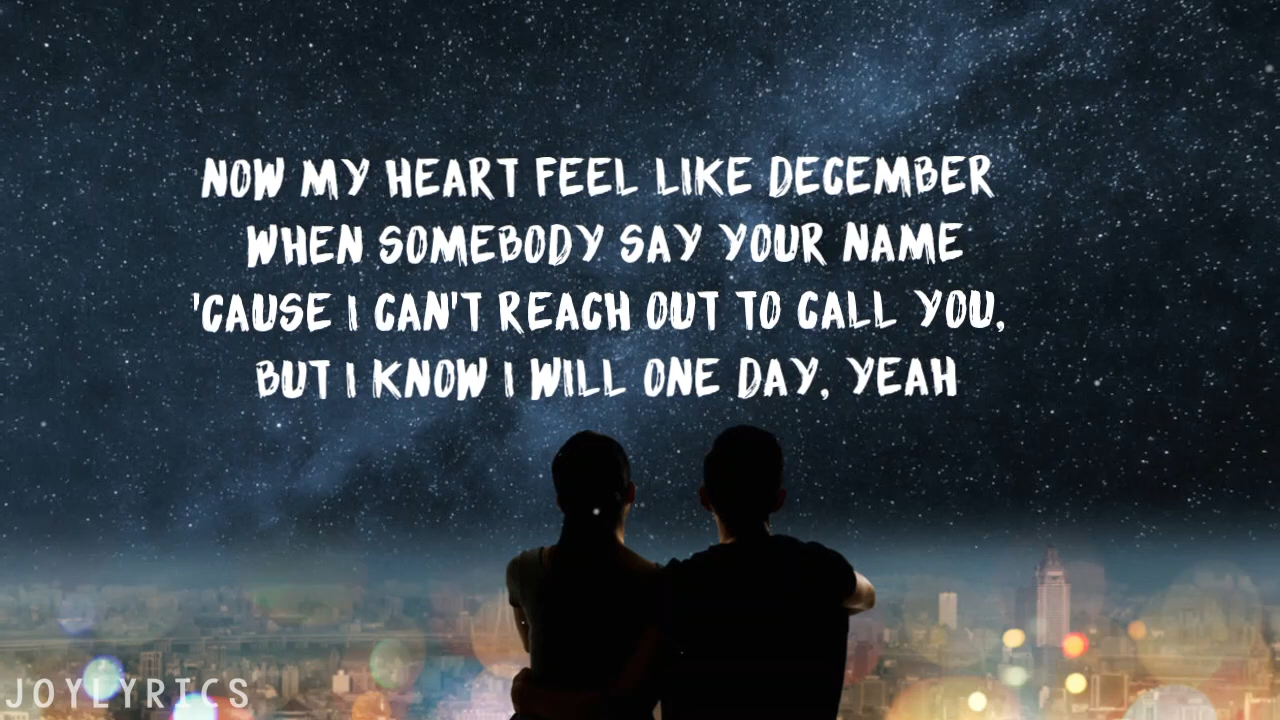 NOW MY HEART FEEL LIKE DECEMBER
WHEN SOMEBODY SAY YOUR NAME
'CAUSE I CAN'T REACH OUT TO CALL YOU,
BUT I KNOW I WILL ONE DAY, YEAH
JOYLYRICS